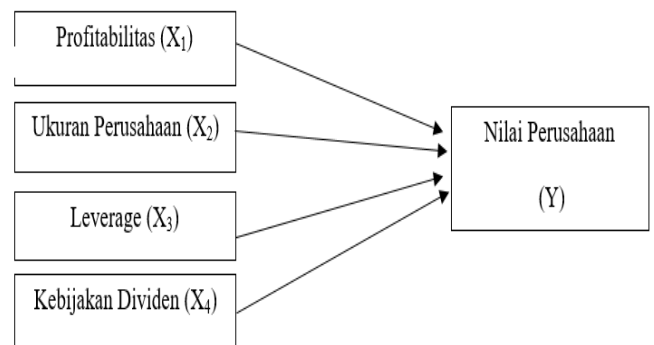 Profitabilitas (X₁)
Ukuran Perusahaan (X₂)
Leverage (X₃)
Kebijakan Dividen (X₄)
Nilai Perusahaan
(Y)